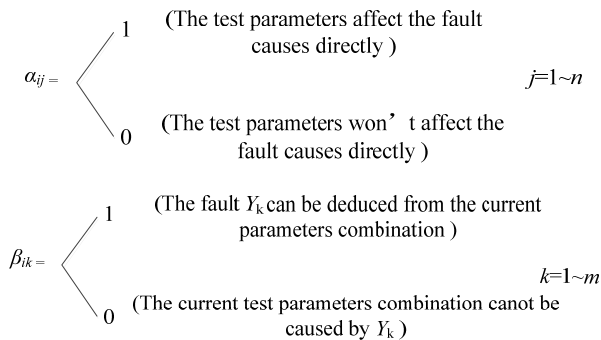 1 (The test parameters affect the fault
causes directly )
αij =
j=1~n
0 (The test parameters won’ t affect the
fault causes directly )
1 (The fault Yk can be deduced from the current
parameters combination )
βik =
k=1~m
0 (The current test parameters combination canot be
caused by Yk )